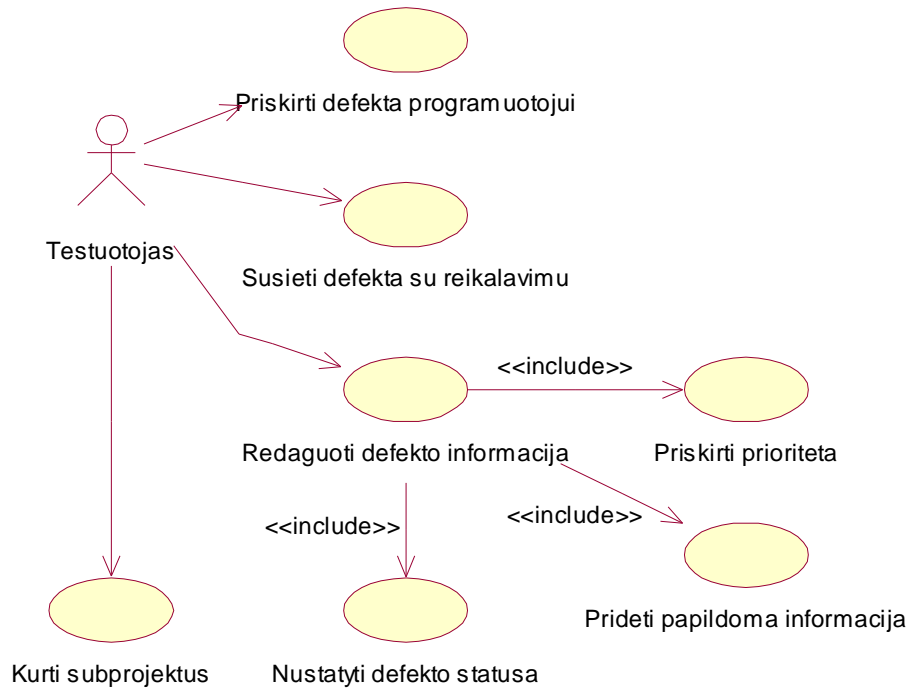 Priskirti defekta programuotojui
Testuotojas
Susieti defekta su reikalavimu
<<include>>
Redaguoti defekto informacija
Priskirti prioriteta
<<include>>
<<include>>
Prideti papildoma informacija
Kurti subprojektus
Nustatyti defekto statusa